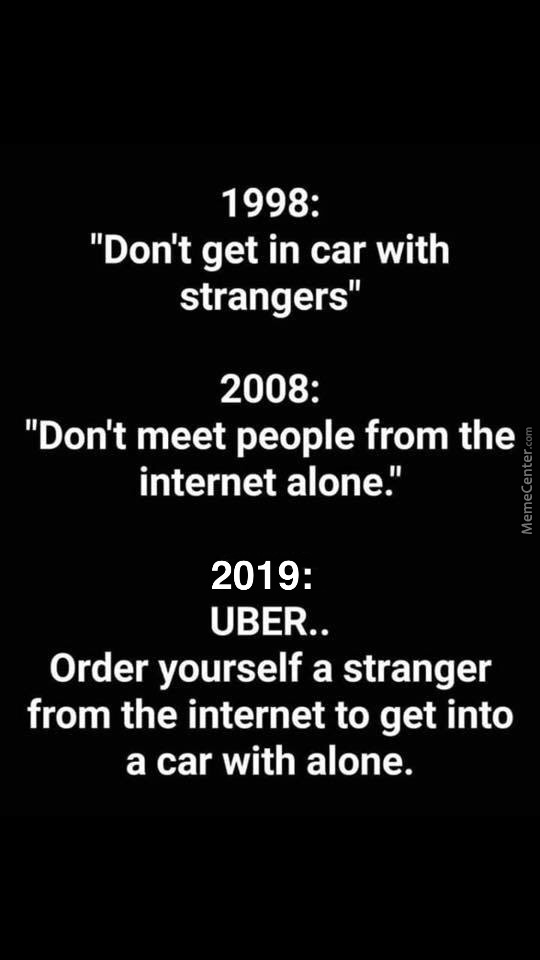 1998:
"Don't get in car with
strangers"
2008:
"Don't meet people from the
internet alone."
2019:
UBER..
Order yourself a stranger
from the internet to get into
a car with alone.
MemeCenter.com